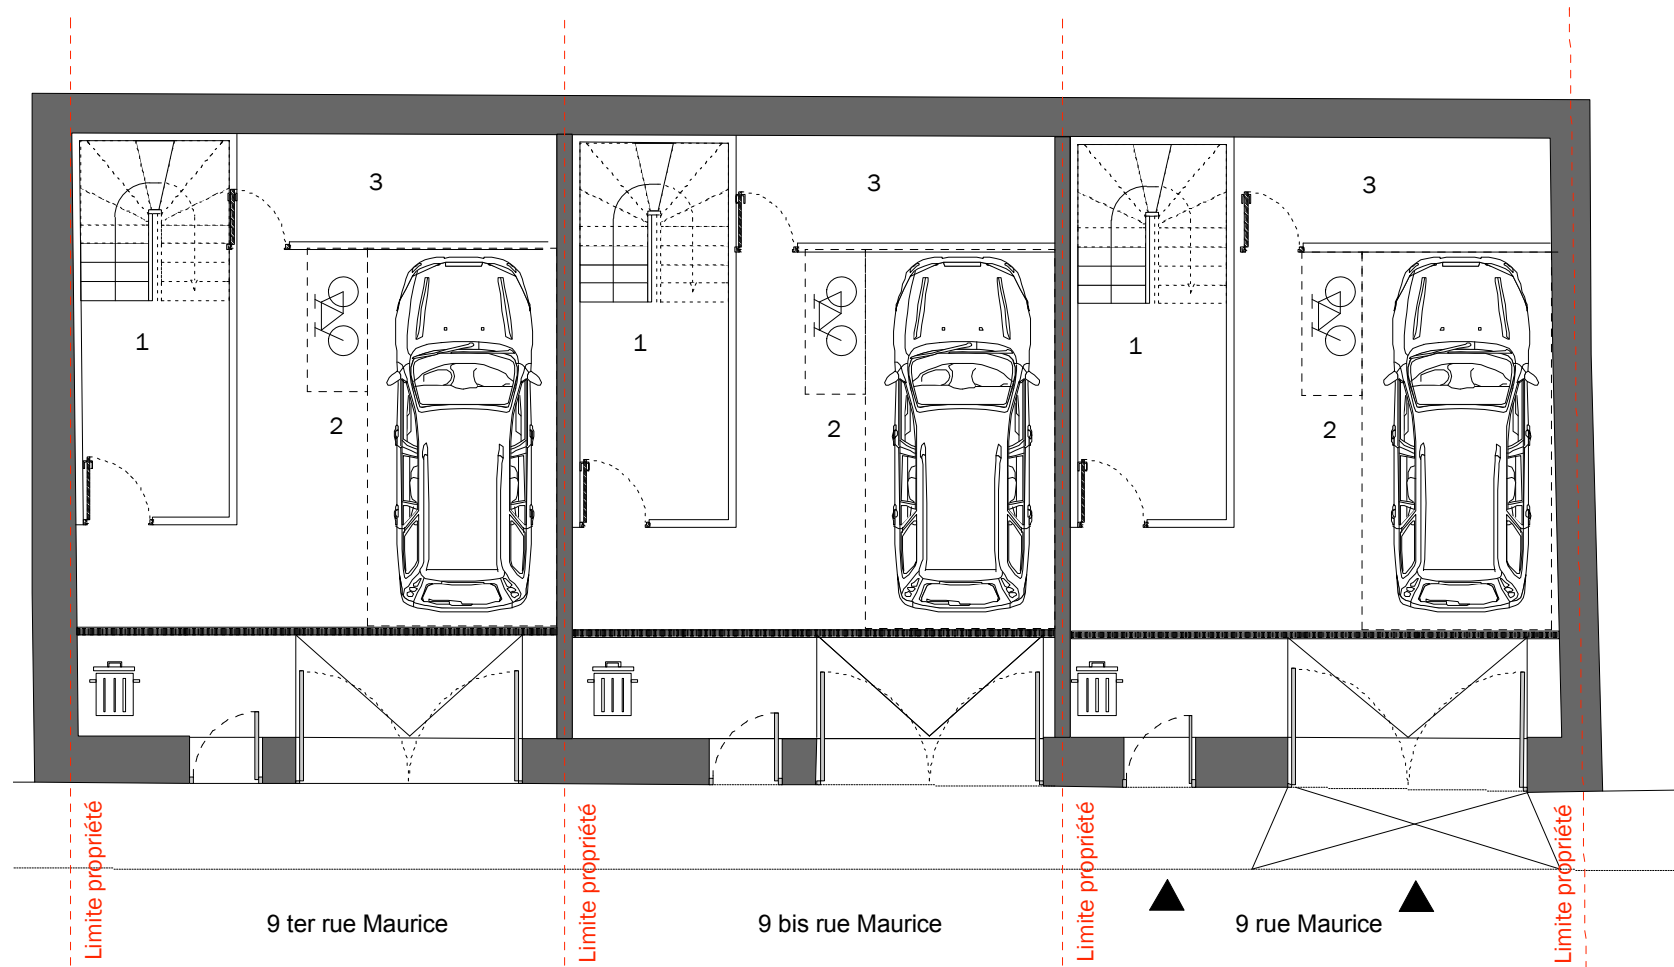 3
3
3
1
1
1
2
2
2
Limite propriété
Limite propriété
Limite propriété
Limite propriété
9 ter rue Maurice
9 bis rue Maurice
9 rue Maurice